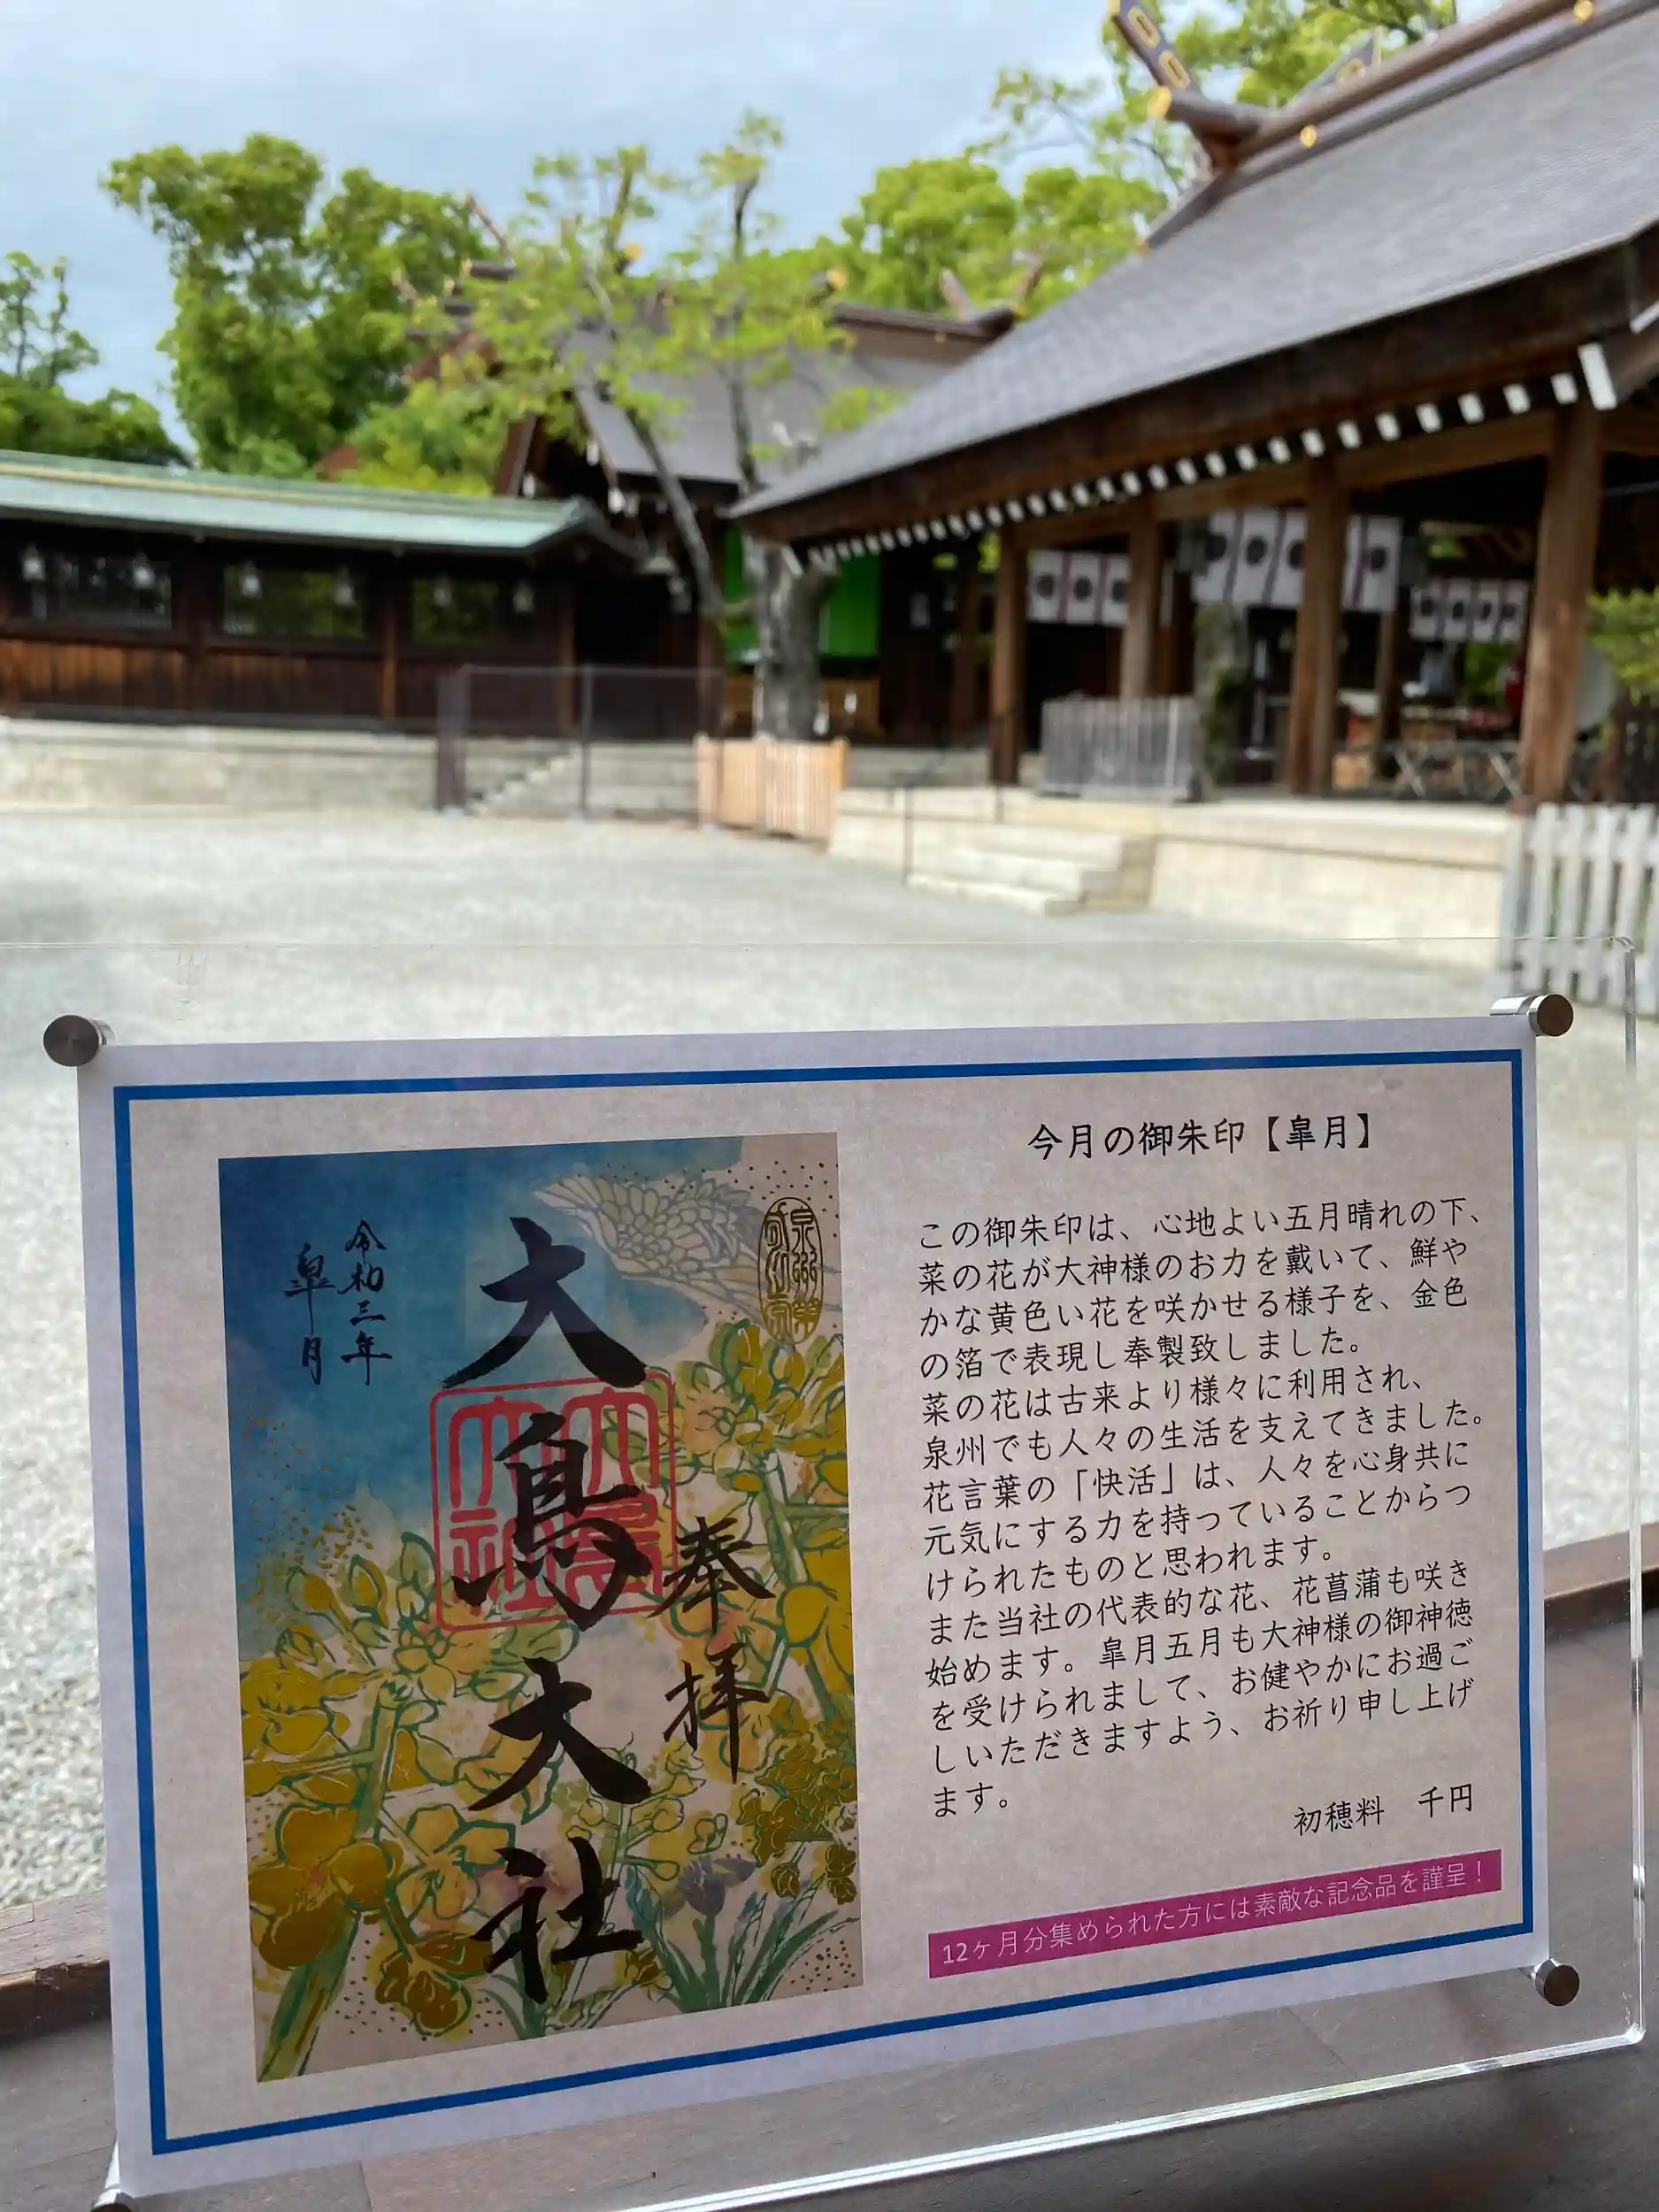 今月の御朱印【皐月】
この御朱印は、心地よい五月晴れの下、
菜の花が大神様のお力を戴いて、鮮や
かな黄色い花を咲かせる様子を、金色
の箔で表現し奉製致しました。
菜の花は古来より様々に利用され、
泉州でも人々の生活を支えてきました。
花言葉の「快活」は、人々を心身共に
元気にする力を持っていることからつ
けられたものと思われます。
また当社の代表的な花、花菖蒲も咲き
始めます。皐月五月も大神様の御神徳
を受けられまして、お健やかにお過ご
しいただきますよう、お祈り申し上げ
ます。
初穂料　千円
12ヶ月分集められた方には素敵な記念品を謹呈！
奉拝
大鳥大社
大鳥大社
令和三年
皐月